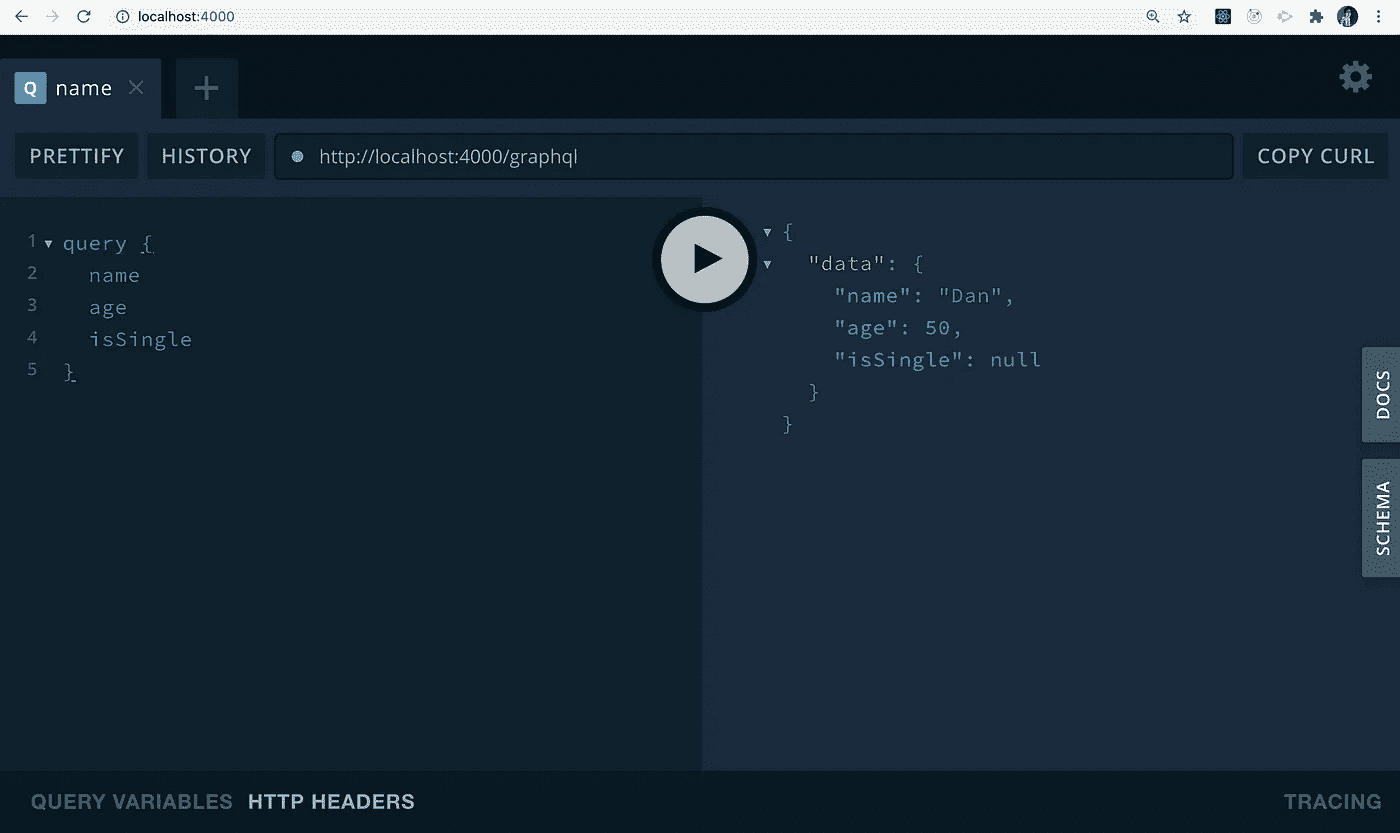 localhost:4000
Q name
PRETTIFY HISTORY http://localhost:4000/graphql COPY CURL
1 query {
2 name
3 age
4 isSingle
5 }
{
"data": {
"name": "Dan",
"age": 50,
"isSingle": null
}
}
DOCS
SCHEMA
QUERY VARIABLES HTTP HEADERS TRACING